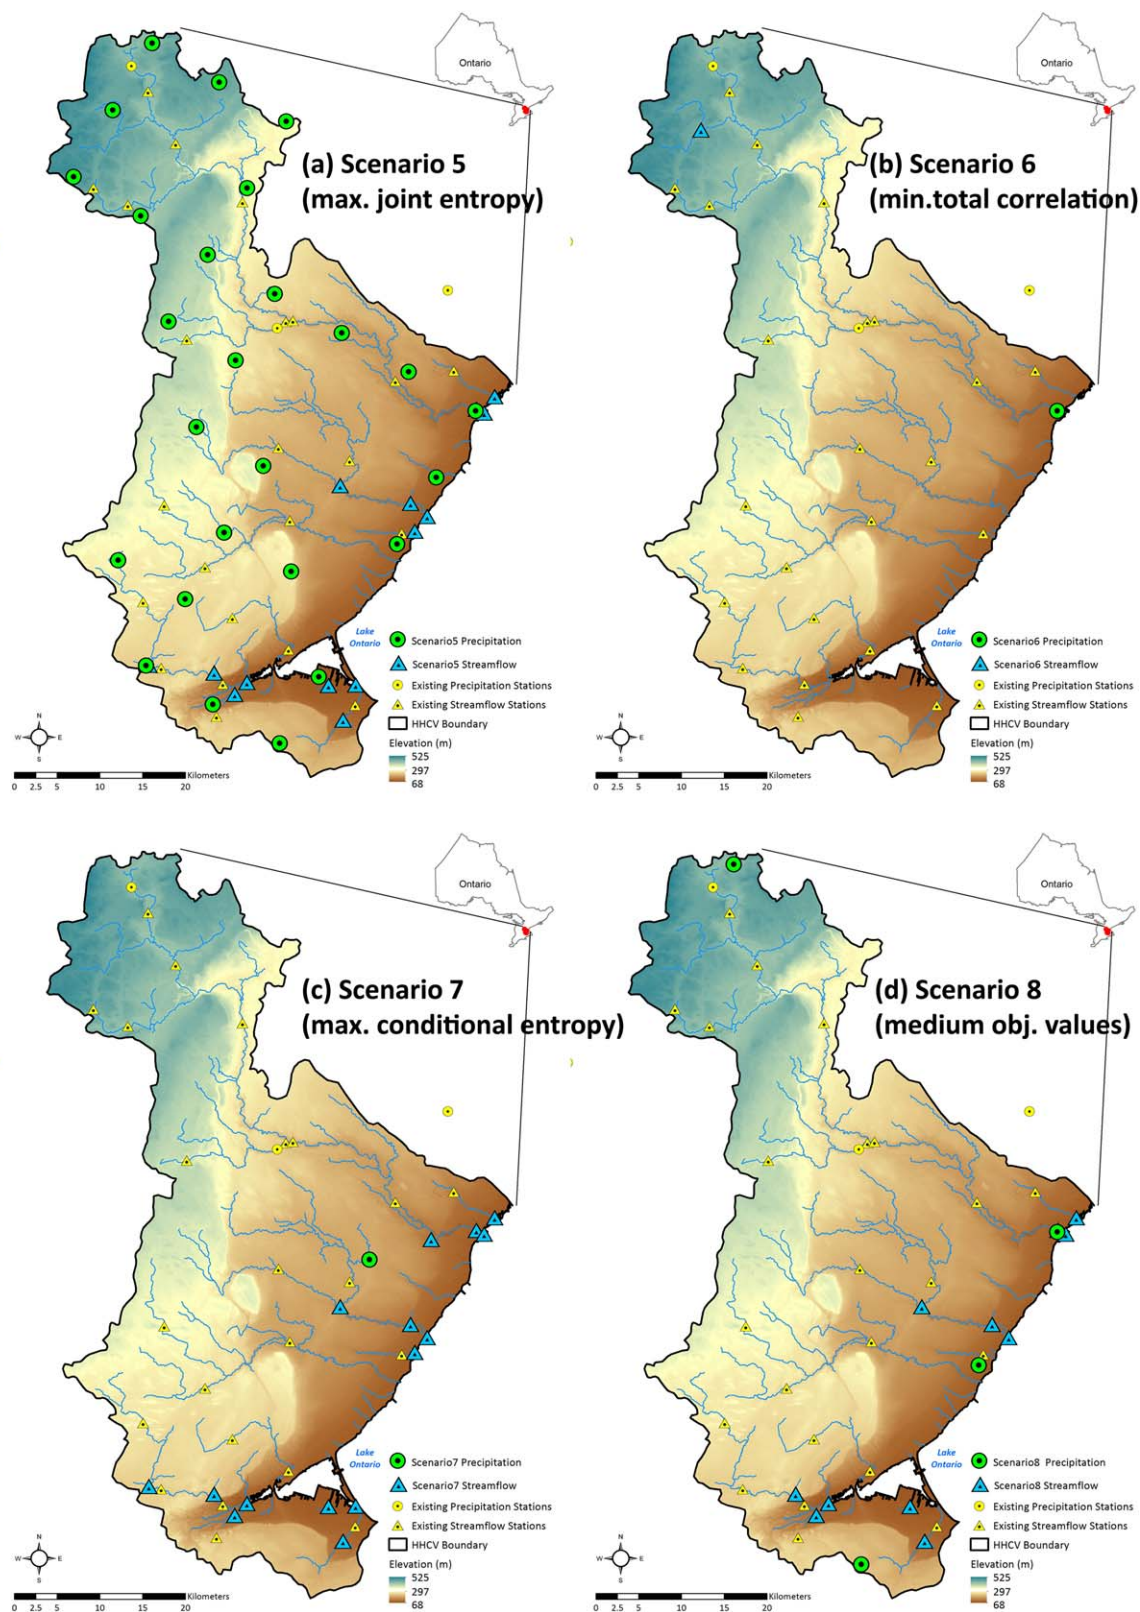 Ontario
(a) Scenario 5
(max. joint entropy)
Lake
Ontario
Scenario5 Precipitation
Scenario5 Streamflow
Existing Precipitation Stations
Existing Streamflow Stations
HHCV Boundary
Elevation (m)
525
297
68
N
W E
S
Kilometers
0 2.5 5 10 15 20
Ontario
(b) Scenario 6
(min.total correlation)
Lake
Ontario
Scenario6 Precipitation
Scenario6 Streamflow
Existing Precipitation Stations
Existing Streamflow Stations
HHCV Boundary
Elevation (m)
525
297
68
N
W E
S
Kilometers
0 2.5 5 10 15 20
Ontario
(c) Scenario 7
(max. conditional entropy)
Lake
Ontario
Scenario7 Precipitation
Scenario7 Streamflow
Existing Precipitation Stations
Existing Streamflow Stations
HHCV Boundary
Elevation (m)
525
297
68
N
W E
S
Kilometers
0 2.5 5 10 15 20
Ontario
(d) Scenario 8
(medium obj. values)
Lake
Ontario
Scenario8 Precipitation
Scenario8 Streamflow
Existing Precipitation Stations
Existing Streamflow Stations
HHCV Boundary
Elevation (m)
525
297
68
N
W E
S
Kilometers
0 2.5 5 10 15 20